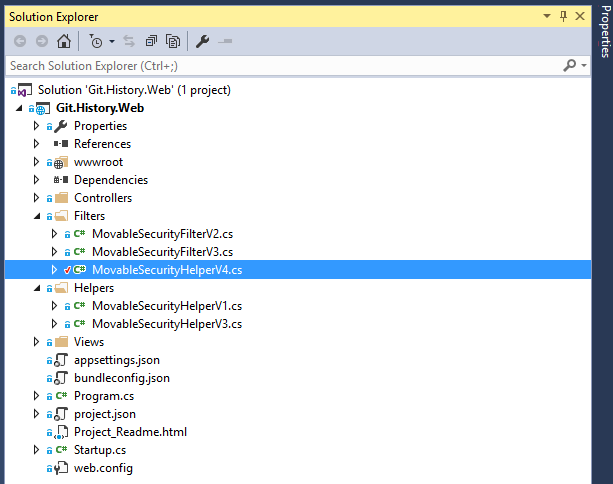 Solution Explorer
Properties
Search Solution Explorer (Ctrl+;)
Solution 'Git.History.Web' (1 project)
Git.History.Web
Properties
References
wwwroot
Dependencies
Controllers
Filters
C# MovableSecurityFilterV2.cs
C# MovableSecurityFilterV3.cs
C# MovableSecurityHelperV4.cs
Helpers
C# MovableSecurityHelperV1.cs
C# MovableSecurityHelperV3.cs
Views
appsettings.json
bundleconfig.json
C# Program.cs
project.json
Project_Readme.html
C# Startup.cs
web.config